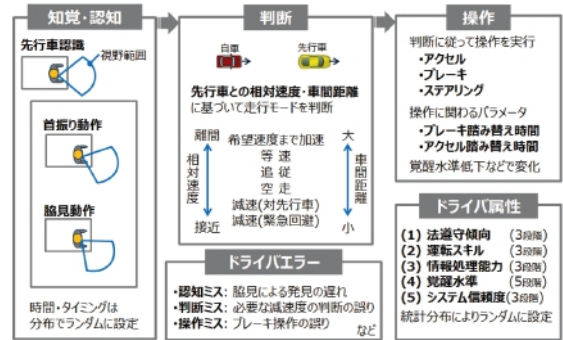 知覚・認知
先行車認識
視野範囲
首振り動作
脇見動作
時間・タイミングは
分布でランダムに設定
判断
自車
先行車
先行車との相対速度・車間距離
に基づいて走行モードを判断
離間
相対速度
接近
希望速度まで加速
等速
追従
空走
減速(対先行車)
減速(緊急回避)
大
車間距離
小
操作
判断に従って操作を実行
・アクセル
・ブレーキ
・ステアリング
操作に関わるパラメータ
・ブレーキ踏み替え時間
・アクセル踏み替え時間
覚醒水準低下などで変化
ドライバエラー
・認知ミス: 脇見による発見の遅れ
・判断ミス: 必要な減速度の判断の誤り
・操作ミス: ブレーキ操作の誤り
など
ドライバ属性
(1) 法遵守傾向 (3段階)
(2) 運転スキル (3段階)
(3) 情報処理能力 (3段階)
(4) 覚醒水準 (5段階)
(5) システム信頼度(3段階)
統計分布によりランダムに設定